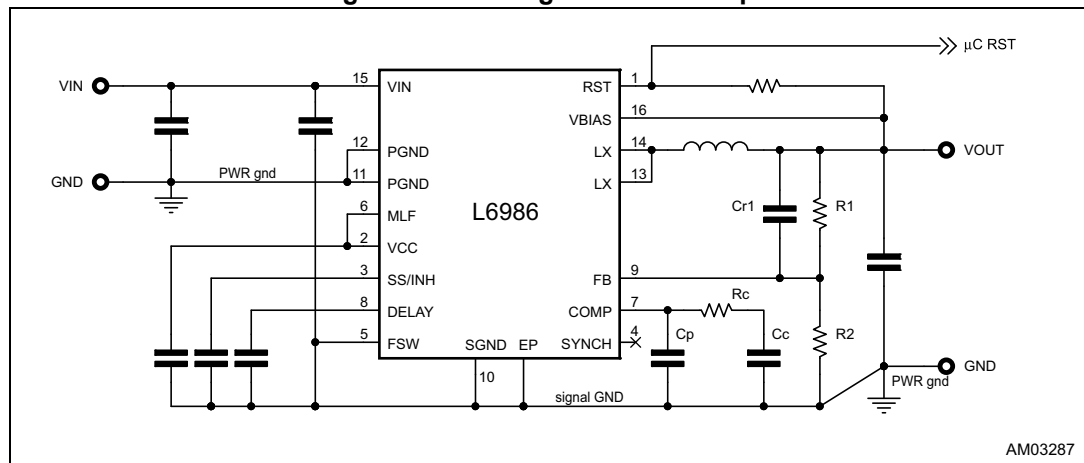 μC RST
VIN
15
VIN
RST
1
VBIAS
16
12
PGND
LX
14
VOUT
GND
PWR gnd
11
PGND
LX
13
6
MLF
L6986
Cr1
R1
2
VCC
3
SS/INH
FB
9
8
DELAY
COMP
7
Rc
5
FSW
SGND
EP
SYNCH
4
Cp
Cc
R2
10
GND
PWR gnd
signal GND
AM03287